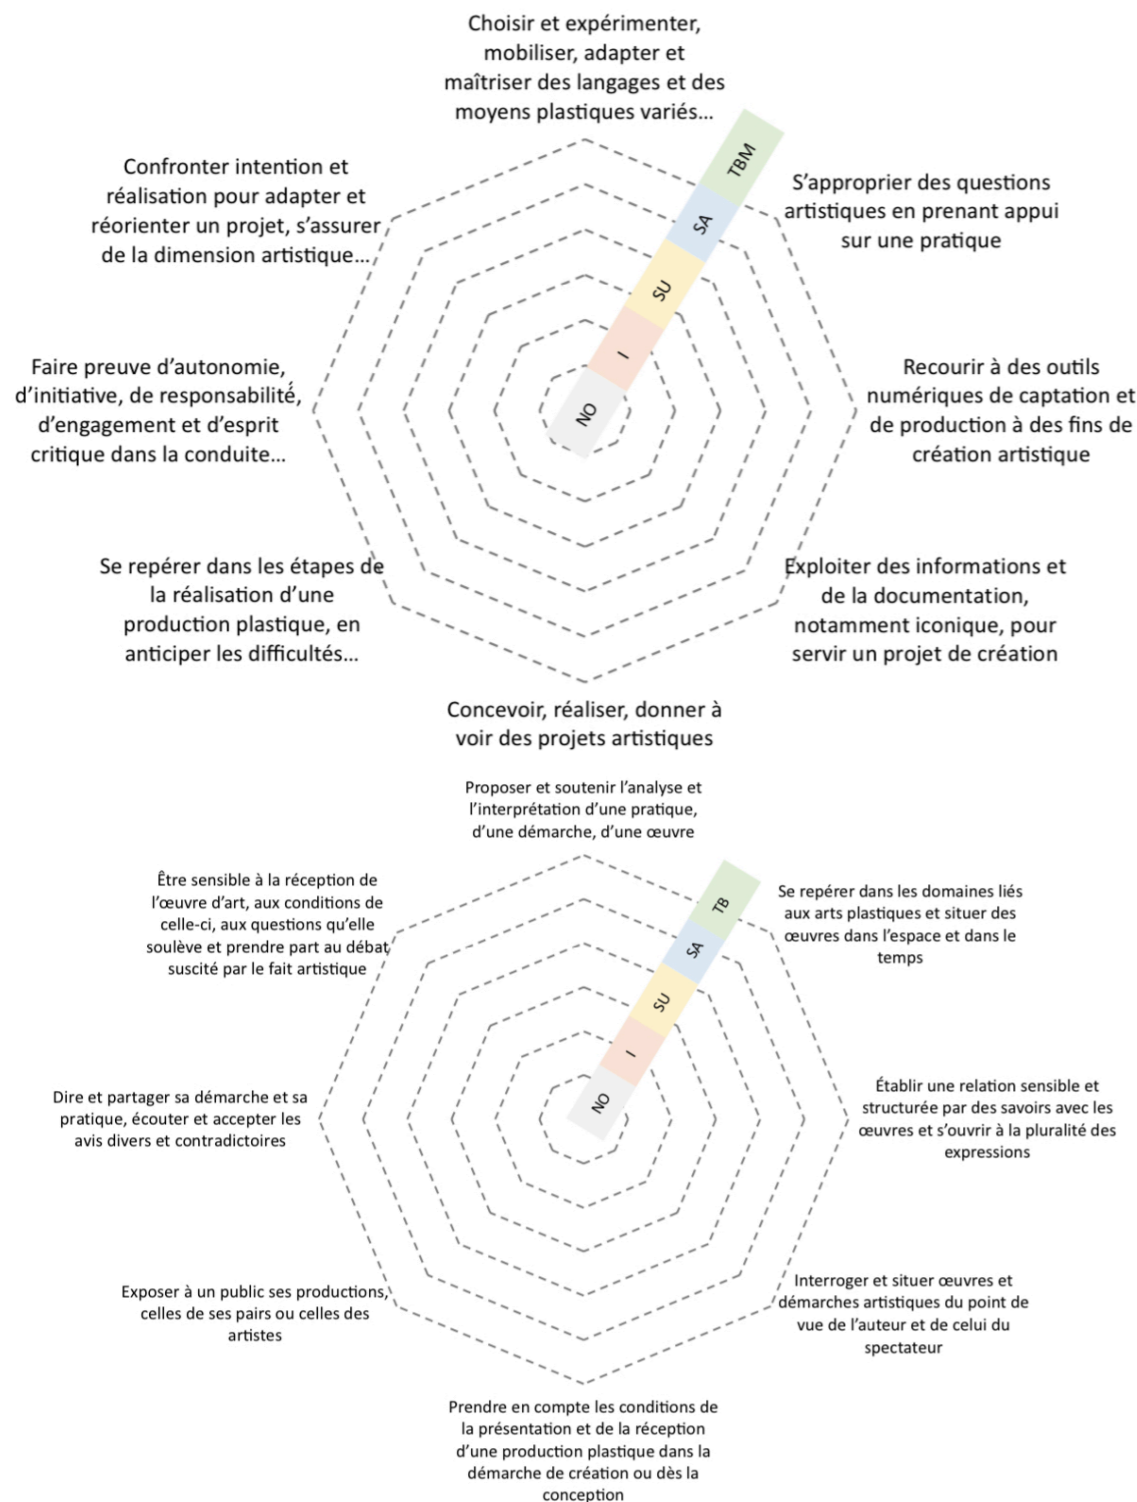 Choisir et expérimenter,
mobiliser, adapter et
maîtriser des langages et des
moyens plastiques variés…
TBM
SA
SU
I
NO
S’approprier des questions
artistiques en prenant appui
sur une pratique
Recourir à des outils
numériques de captation et
de production à des fins de
création artistique
Exploiter des informations et
de la documentation,
notamment iconique, pour
servir un projet de création
Concevoir, réaliser, donner à
voir des projets artistiques
Se repérer dans les étapes de
la réalisation d’une
production plastique, en
anticiper les difficultés…
Faire preuve d’autonomie,
d’initiative, de responsabilité,
d’engagement et d’esprit
critique dans la conduite…
Confronter intention et
réalisation pour adapter et
réorienter un projet, s’assurer
de la dimension artistique…
Proposer et soutenir l’analyse et
l’interprétation d’une pratique,
d’une démarche, d’une œuvre
TB
SA
SU
I
NO
Se repérer dans les domaines liés
aux arts plastiques et situer des
œuvres dans l’espace et dans le
temps
Établir une relation sensible et
structurée par des savoirs avec les
œuvres et s’ouvrir à la pluralité des
expressions
Interroger et situer œuvres et
démarches artistiques du point de
vue de l’auteur et de celui du
spectateur
Prendre en compte les conditions de
la présentation et de la réception
d’une production plastique dans la
démarche de création ou dès la
conception
Exposer à un public ses productions,
celles de ses pairs ou celles des
artistes
Dire et partager sa démarche et sa
pratique, écouter et accepter les
avis divers et contradictoires
Être sensible à la réception de
l’œuvre d’art, aux conditions de
celle-ci, aux questions qu’elle
soulève et prendre part au débat
suscité par le fait artistique